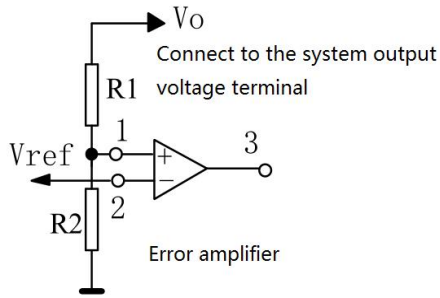 Vo
Connect to the system output
R1 voltage terminal
1
Vref
+
3
−
2
R2
Error amplifier